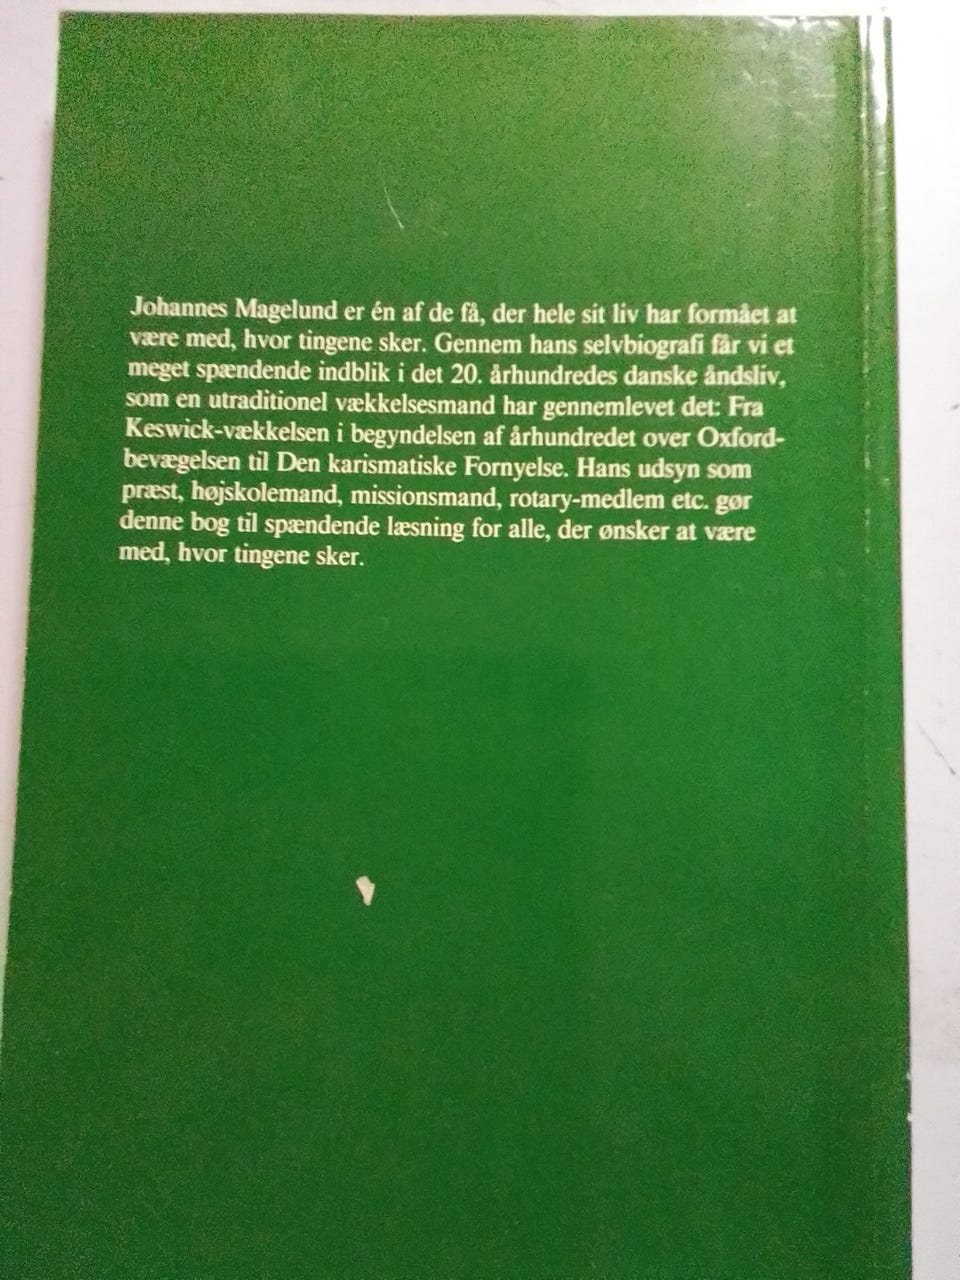 Johannes Magelund er én af de få, der hele sit liv har formået at
være med, hvor tingene sker. Gennem hans selvbiografi får vi et
meget spændende indblik i det 20. århundredes danske åndsliv,
som en utraditionel vækkelsesmand har gennemlevet det: Fra
Keswick-vækkelsen i begyndelsen af århundredet over Oxford-
bevægelsen til Den karismatiske Fornyelse. Hans udsyn som
præst, højskolemand, missionsmand, rotary-medlem etc. gør
denne bog til spændende læsning for alle, der ønsker at være
med, hvor tingene sker.